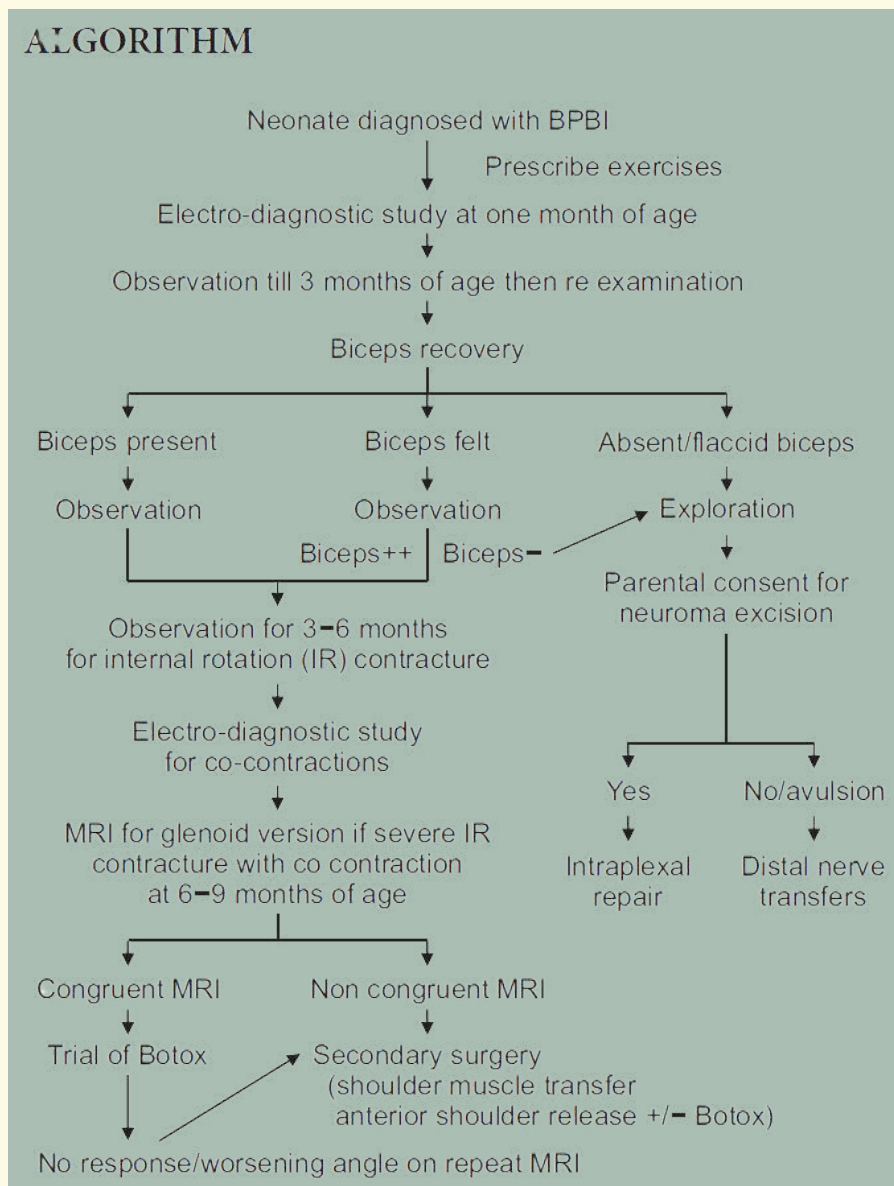 ALGORITHM
Neonate diagnosed with BPBI
Prescribe exercises
Electro-diagnostic study at one month of age
Observation till 3 months of age then re examination
Biceps recovery
Biceps present
Biceps felt
Absent/flaccid biceps
Observation
Observation
Exploration
Biceps++
Biceps−
Parental consent for
neuroma excision
Observation for 3−6 months
for internal rotation (IR) contracture
Electro-diagnostic study
for co-contractions
Yes
No/avulsion
MRI for glenoid version if severe IR
contracture with co contraction
at 6−9 months of age
Intraplexal
repair
Distal nerve
transfers
Congruent MRI
Non congruent MRI
Trial of Botox
Secondary surgery
(shoulder muscle transfer
anterior shoulder release +/− Botox)
No response/worsening angle on repeat MRI